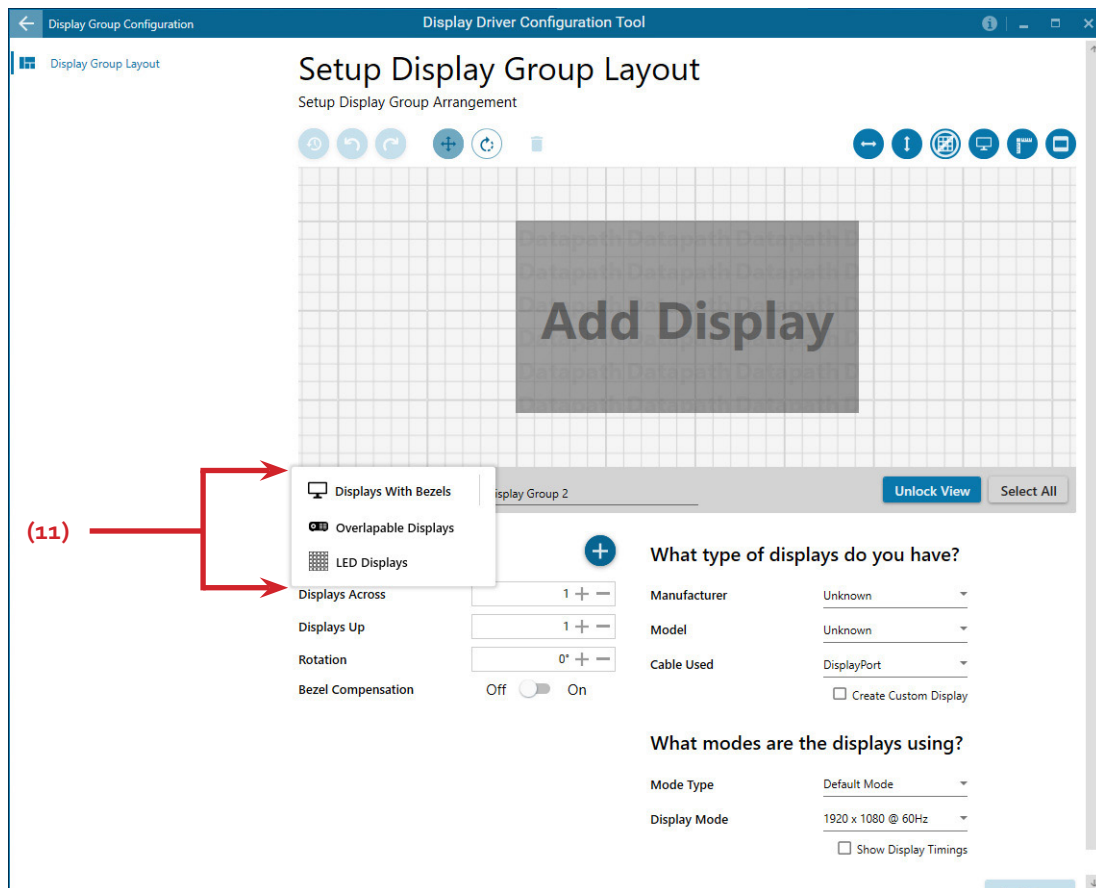 Display Group Configuration
Display Driver Configuration Tool
Display Group Layout
Setup Display Group Layout
Setup Display Group Arrangement
Datapath Datapath Datapath D
Datapath Datapath Datapath D
Add Display
Datapath Datapath Datapath D
Datapath Datapath Datapath D
(11)
Displays With Bezels
Overlapable Displays
LED Displays
isplay Group 2
Unlock View
Select All
Displays Across
1
Displays Up
1
Rotation
0°
Bezel Compensation
Off
On
What type of displays do you have?
Manufacturer
Unknown
Model
Unknown
Cable Used
DisplayPort
Create Custom Display
What modes are the displays using?
Mode Type
Default Mode
Display Mode
1920 x 1080 @ 60Hz
Show Display Timings